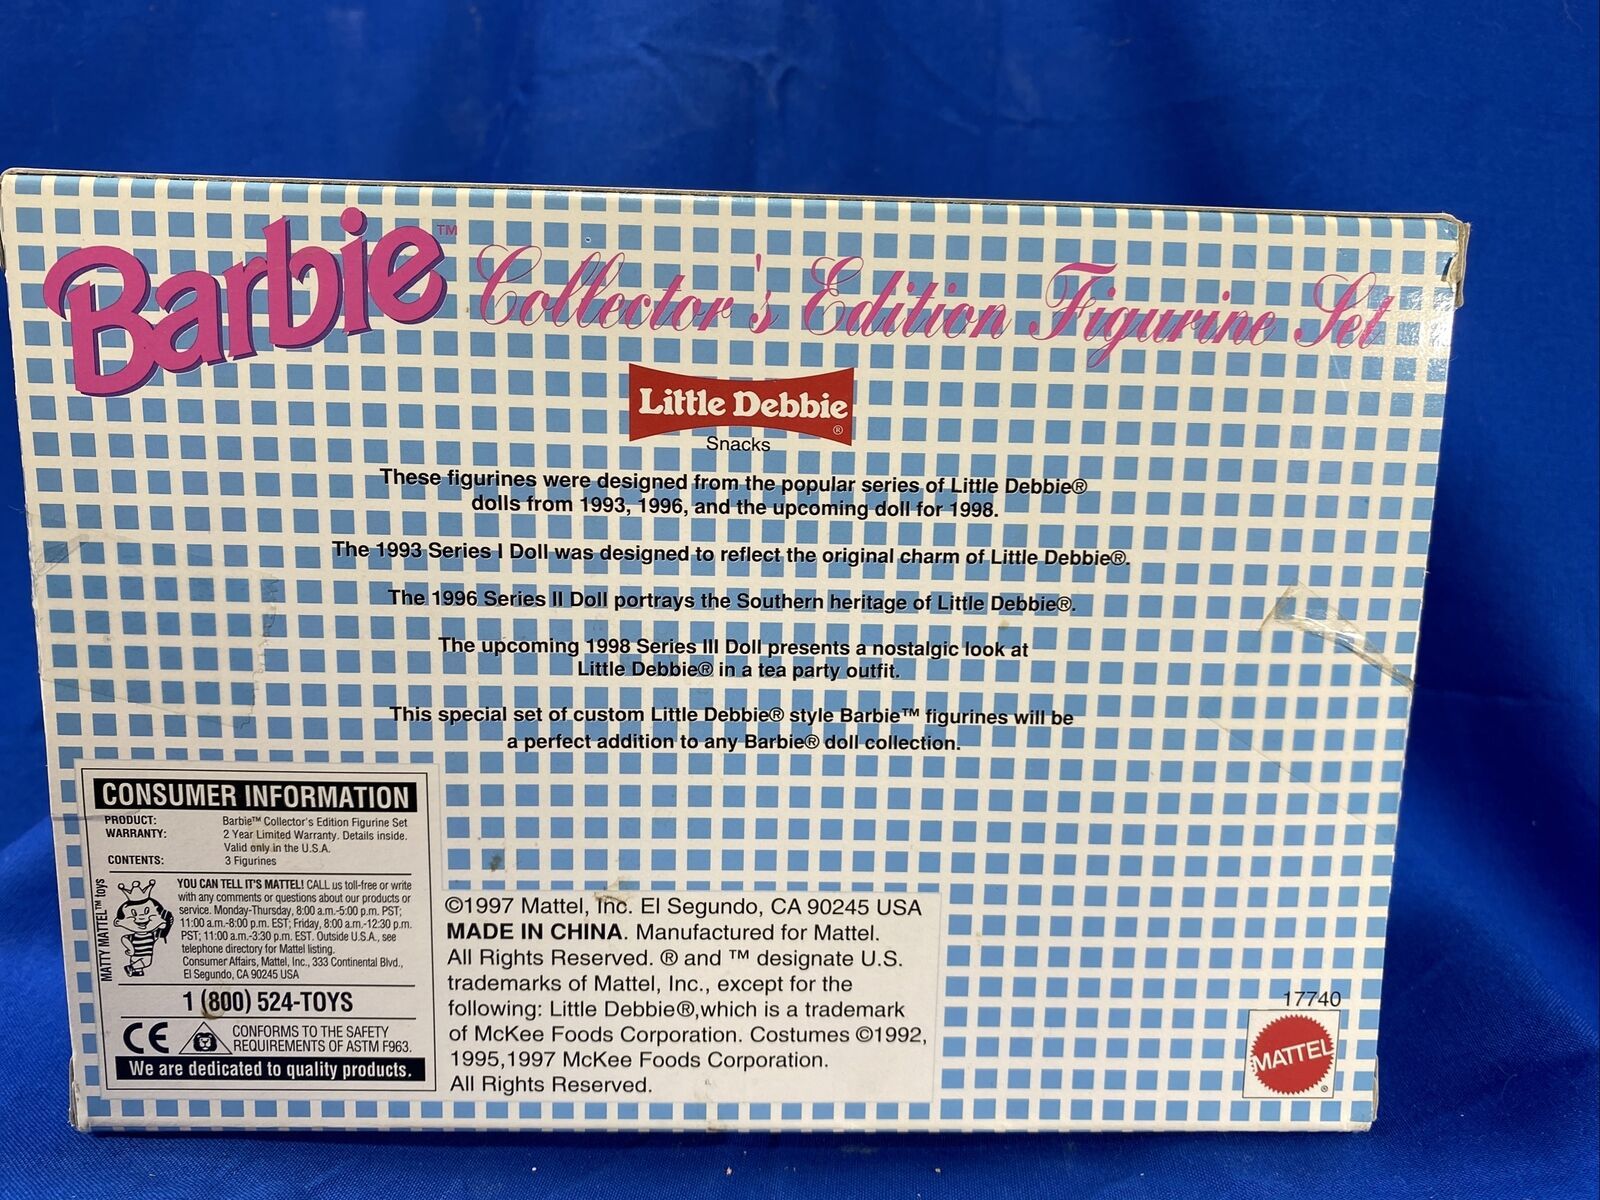 Barbie™ Collector's Edition Figurine Set
Little Debbie®
Snacks
These figurines were designed from the popular series of Little Debbie®
dolls from 1993, 1996, and the upcoming doll for 1998.
The 1993 Series I Doll was designed to reflect the original charm of Little Debbie®.
The 1996 Series II Doll portrays the Southern heritage of Little Debbie®.
The upcoming 1998 Series III Doll presents a nostalgic look at
Little Debbie® in a tea party outfit.
This special set of custom Little Debbie® style Barbie™ figurines will be
a perfect addition to any Barbie® doll collection.
CONSUMER INFORMATION
PRODUCT: Barbie™ Collector's Edition Figurine Set
WARRANTY: 2 Year Limited Warranty. Details inside.
Valid only in the U.S.A.
CONTENTS: 3 Figurines
MATTY MATTEL™ toys
YOU CAN TELL IT'S MATTEL! CALL us toll-free or write
with any comments or questions about our products or
service. Monday-Thursday, 8:00 a.m.-5:00 p.m. PST;
11:00 a.m.-8:00 p.m. EST; Friday, 8:00 a.m.-12:30 p.m.
PST; 11:00 a.m.-3:30 p.m. EST. Outside U.S.A., see
telephone directory for Mattel listing.
Consumer Affairs, Mattel, Inc., 333 Continental Blvd.,
El Segundo, CA 90245 USA
1 (800) 524-TOYS
CE CONFORMS TO THE SAFETY
REQUIREMENTS OF ASTM F963.
We are dedicated to quality products.
©1997 Mattel, Inc. El Segundo, CA 90245 USA
MADE IN CHINA. Manufactured for Mattel.
All Rights Reserved. ® and ™ designate U.S.
trademarks of Mattel, Inc., except for the
following: Little Debbie®,which is a trademark
of McKee Foods Corporation. Costumes ©1992,
1995,1997 McKee Foods Corporation.
All Rights Reserved.
17740
MATTEL®